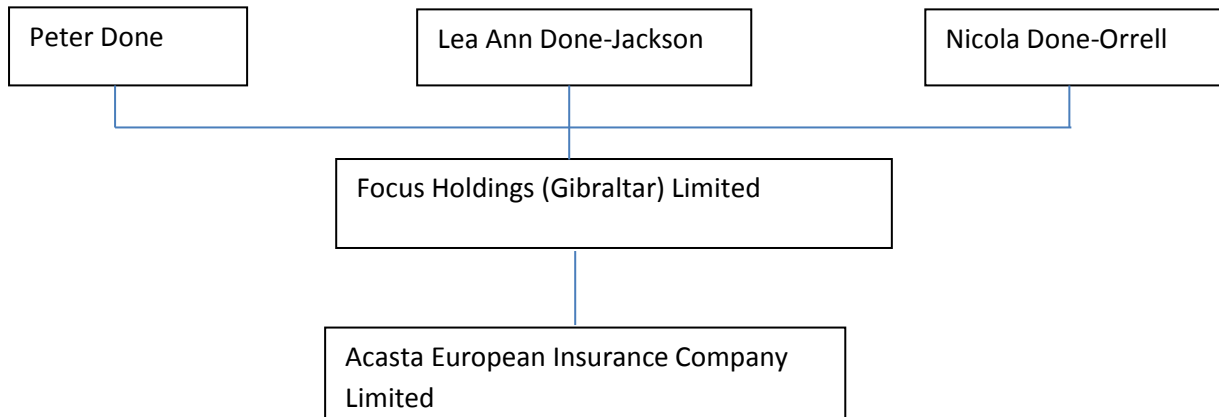 Peter Done
Lea Ann Done-Jackson
Nicola Done-Orrell
Focus Holdings (Gibraltar) Limited
Acasta European Insurance Company
Limited